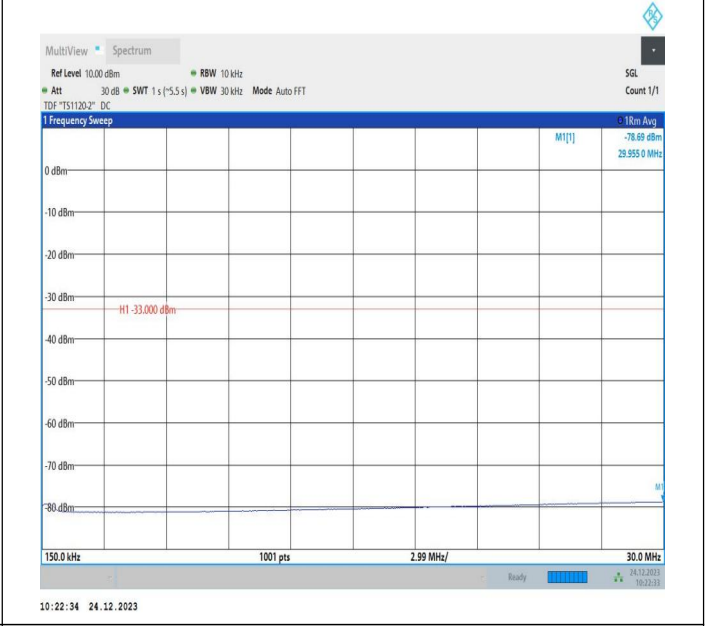 MultiView Spectrum
Ref Level 10.00 dBm RBW 10 kHz SGL
Att 30 dB SWT 1 s (~5.5 s) VBW 30 kHz Mode Auto FFT Count 1/1
TDF "TS1120-2" DC
1 Frequency Sweep 1Rm Avg
M1[1] -78.69 dBm
29.955 0 MHz
0 dBm
-10 dBm
-20 dBm
-30 dBm
H1 -33.000 dBm
-40 dBm
-50 dBm
-60 dBm
-70 dBm
M1
-80 dBm
150.0 kHz 1001 pts 2.99 MHz/ 30.0 MHz
Ready 24.12.2023
10:22:33
10:22:34 24.12.2023